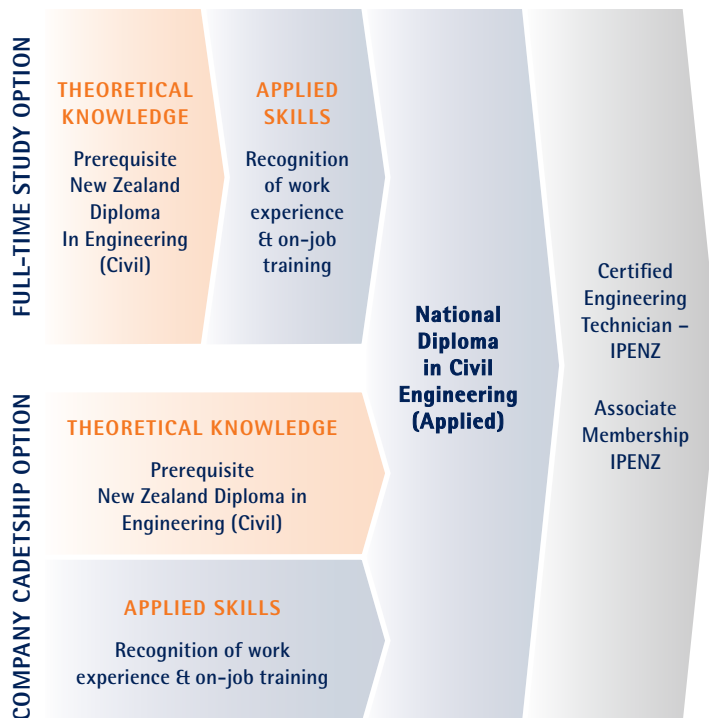 FULL-TIME STUDY OPTION
THEORETICAL
KNOWLEDGE
Prerequisite
New Zealand
Diploma
In Engineering
(Civil)
APPLIED
SKILLS
Recognition
of work
experience
& on-job
training
COMPANY CADETSHIP OPTION
THEORETICAL KNOWLEDGE
Prerequisite
New Zealand Diploma in
Engineering (Civil)
APPLIED SKILLS
Recognition of work
experience & on-job training
National
Diploma
in Civil
Engineering
(Applied)
Certified
Engineering
Technician –
IPENZ
Associate
Membership
IPENZ